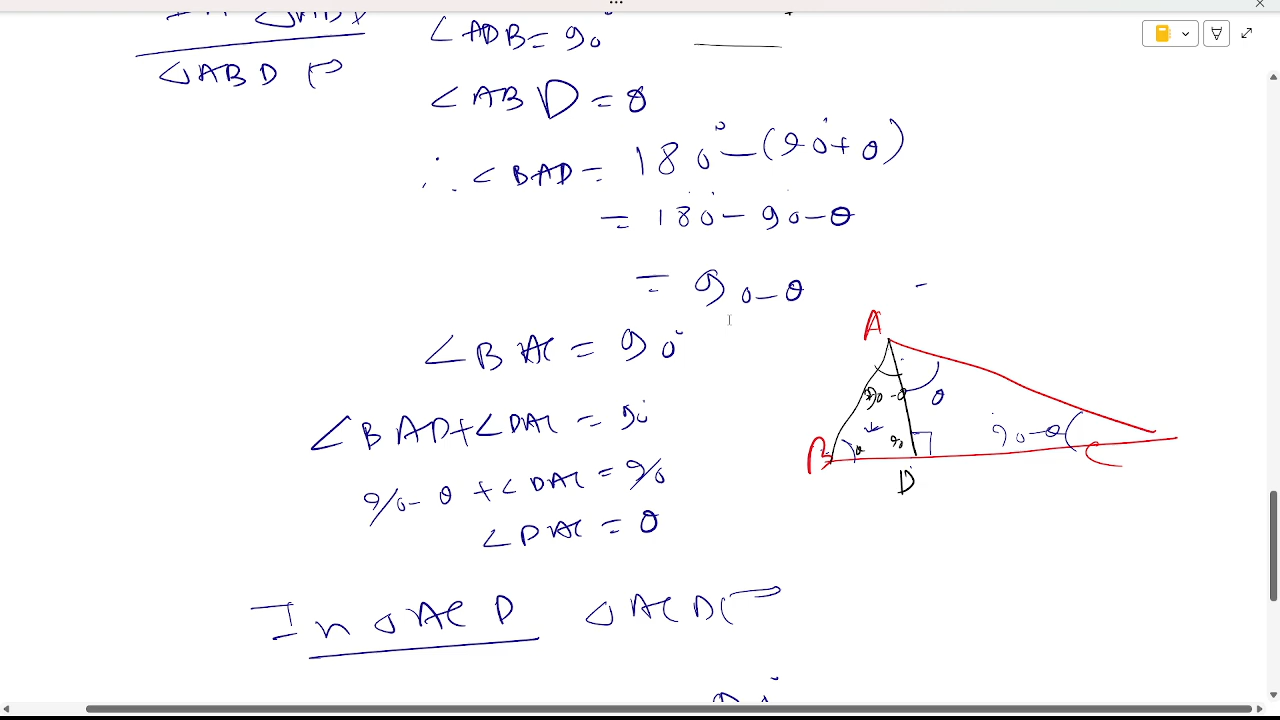 ∠ADB = 90°
△ABD
∠ABD = θ
∴ ∠BAD = 180° - (90° + θ)
= 180° - 90° - θ
= 90 - θ
∠BAC = 90°
∠BAD + ∠DAC = 90°
90 - θ + ∠DAC = 90
∠DAC = θ
In △ACD △ACD
A
90 - θ
θ
B
θ
90
90 - θ
C
D